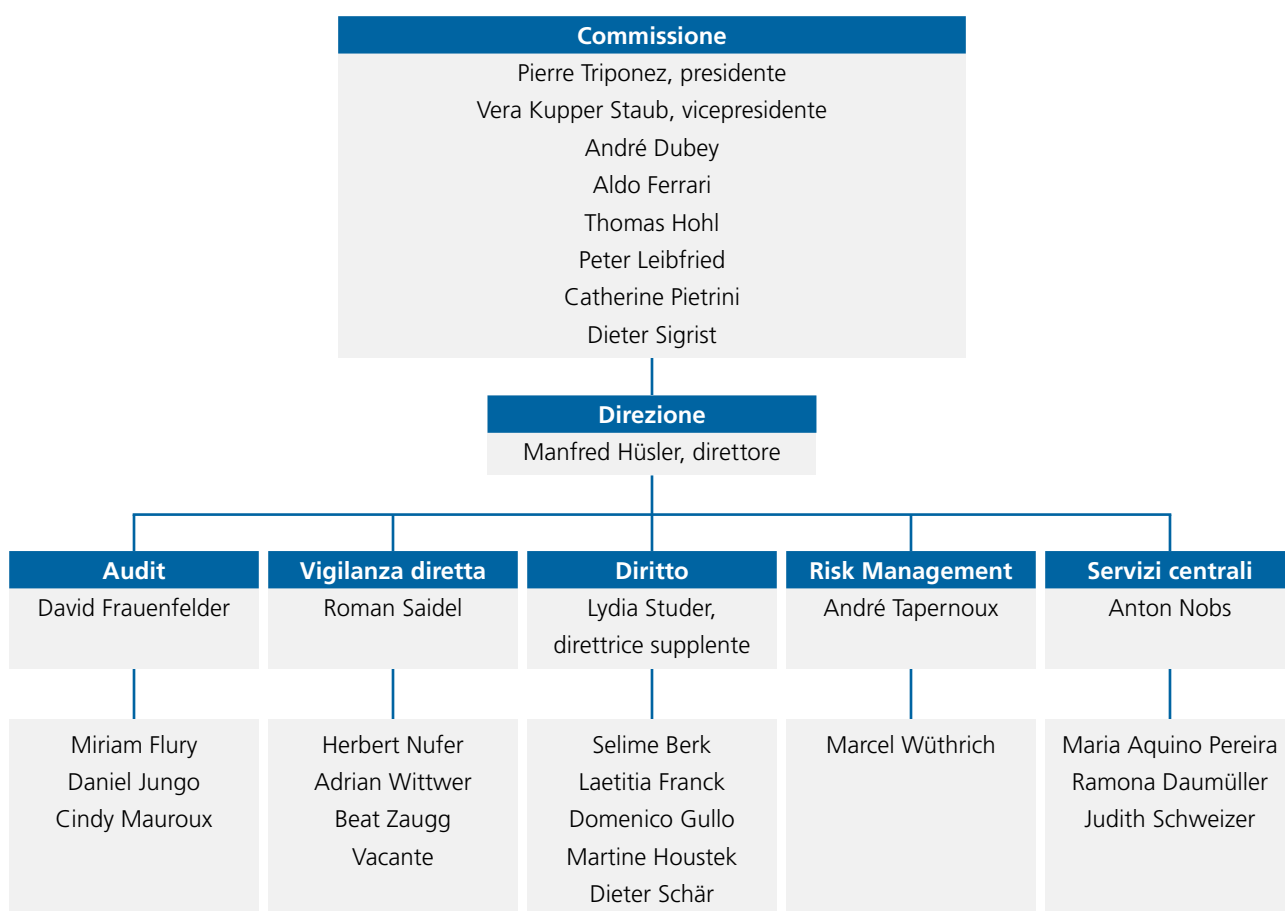 Commissione
Pierre Triponez, presidente
Vera Kupper Staub, vicepresidente
André Dubey
Aldo Ferrari
Thomas Hohl
Peter Leibfried
Catherine Pietrini
Dieter Sigrist
Direzione
Manfred Hüsler, direttore
Audit
David Frauenfelder
Miriam Flury
Daniel Jungo
Cindy Mauroux
Vigilanza diretta
Roman Saidel
Herbert Nufer
Adrian Wittwer
Beat Zaugg
Vacante
Diritto
Lydia Studer,
direttrice supplente
Selime Berk
Laetitia Franck
Domenico Gullo
Martine Houstek
Dieter Schär
Risk Management
André Tapernoux
Marcel Wüthrich
Servizi centrali
Anton Nobs
Maria Aquino Pereira
Ramona Daumüller
Judith Schweizer